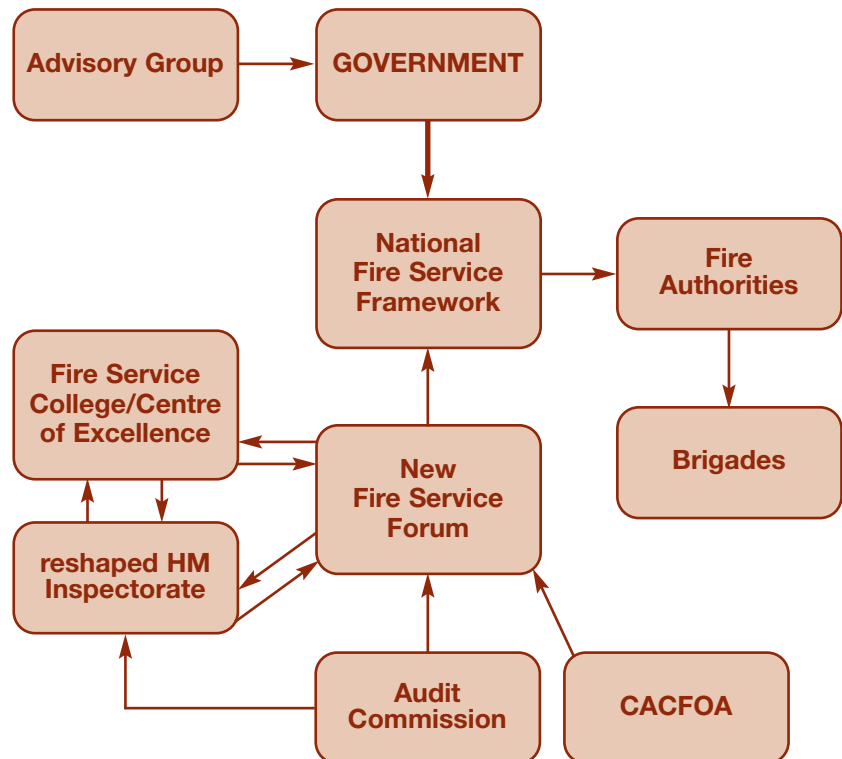 Advisory Group
GOVERNMENT
National
Fire Service
Framework
Fire
Authorities
Fire Service
College/Centre
of Excellence
New
Fire Service
Forum
Brigades
reshaped HM
Inspectorate
Audit
Commission
CACFOA